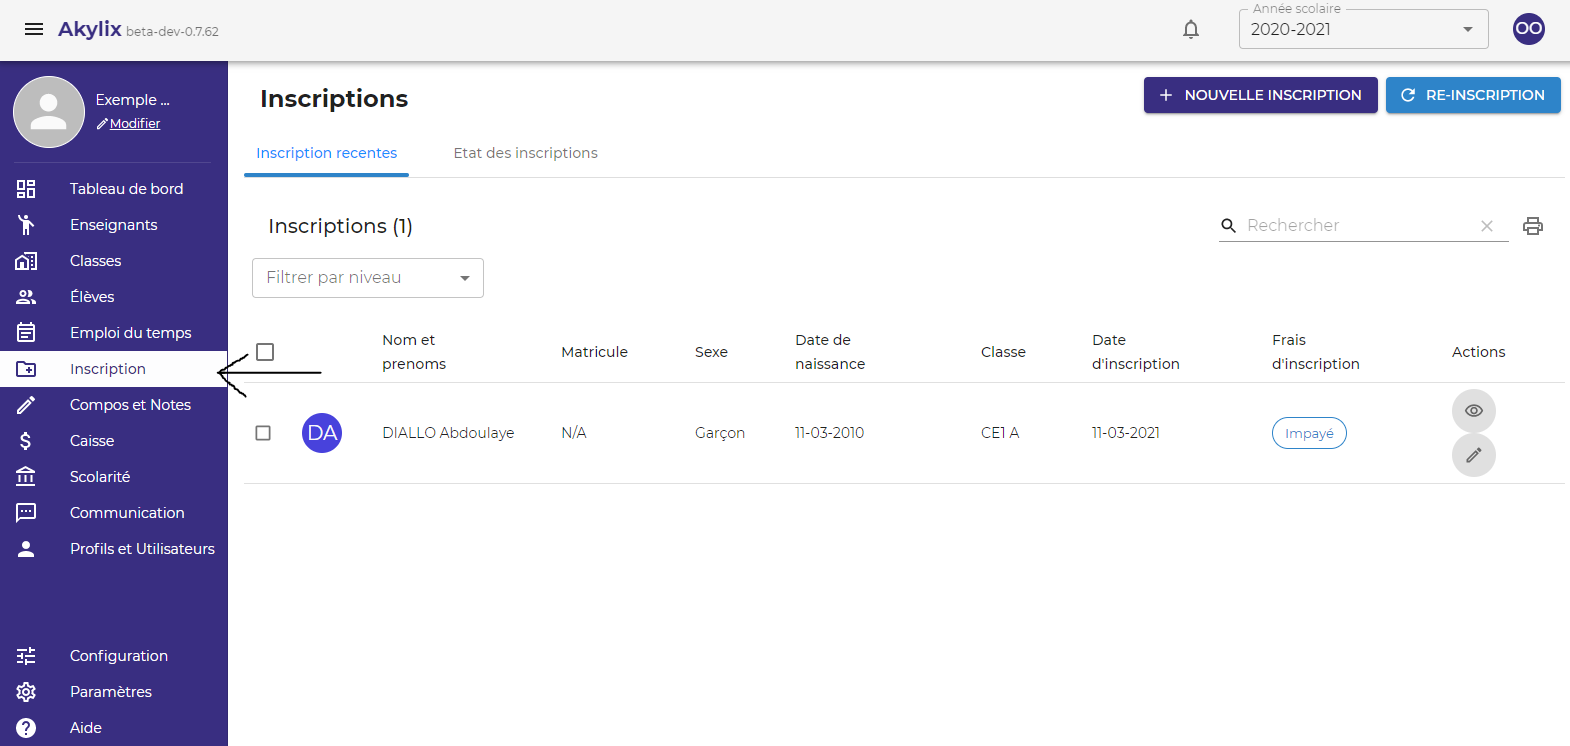 Akylix beta-dev-0.7.62
Année scolaire
2020-2021
OO
Exemple ...
Modifier
Tableau de bord
Enseignants
Classes
Élèves
Emploi du temps
Inscription
Compos et Notes
Caisse
Scolarité
Communication
Profils et Utilisateurs
Configuration
Paramètres
Aide
Inscriptions
NOUVELLE INSCRIPTION
RE-INSCRIPTION
Inscription recentes
Etat des inscriptions
Inscriptions (1)
Rechercher
Filtrer par niveau
Nom et
prenoms
Matricule
Sexe
Date de
naissance
Classe
Date
d'inscription
Frais
d'inscription
Actions
DA
DIALLO Abdoulaye
N/A
Garçon
11-03-2010
CE1 A
11-03-2021
Impayé